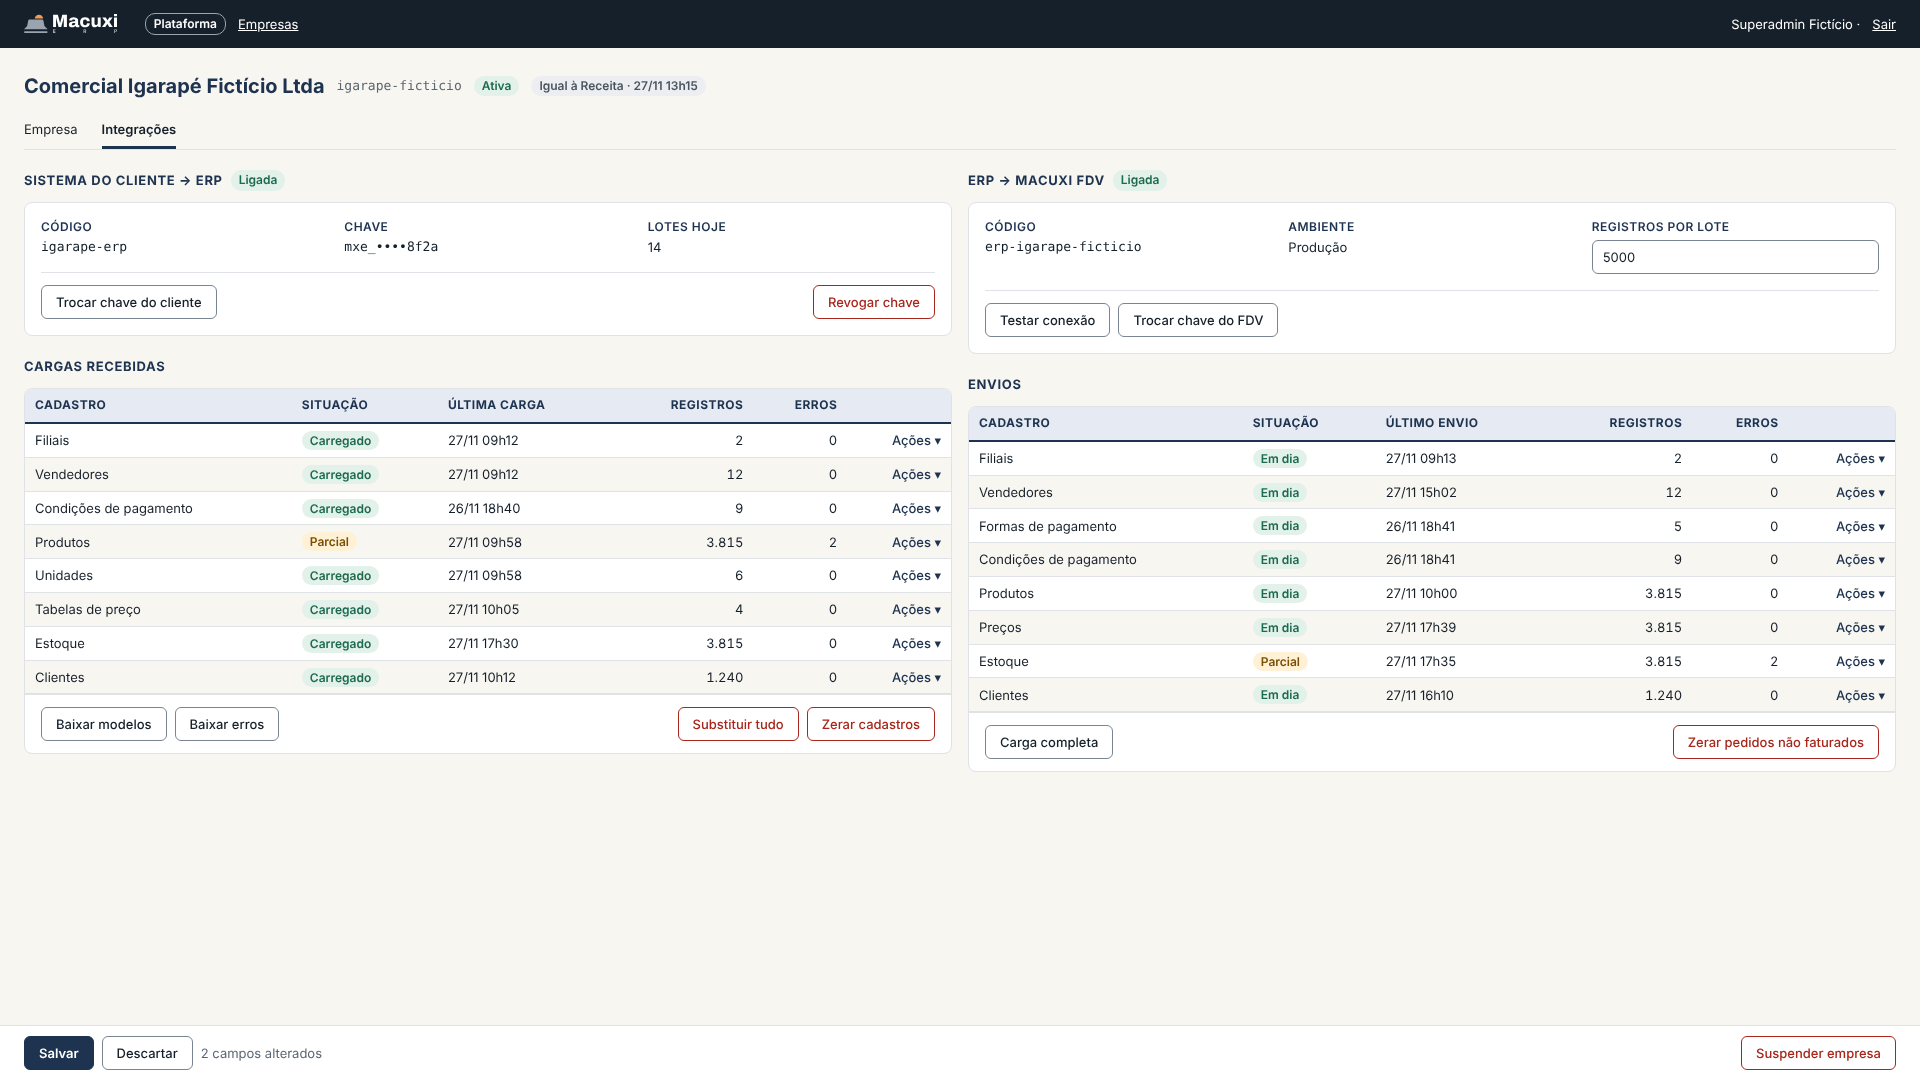 Macuxi
E R P
Plataforma
Empresas
Superadmin Fictício ·
Sair
Comercial Igarapé Fictício Ltda
igarape-ficticio
Ativa
Igual à Receita · 27/11 13h15
Empresa
Integrações
SISTEMA DO CLIENTE → ERP
Ligada
CÓDIGO CHAVE LOTES HOJE
igarape-erp mxe_••••8f2a 14
Trocar chave do cliente
Revogar chave
CARGAS RECEBIDAS
CADASTRO SITUAÇÃO ÚLTIMA CARGA REGISTROS ERROS
Filiais Carregado 27/11 09h12 2 0 Ações ▾
Vendedores Carregado 27/11 09h12 12 0 Ações ▾
Condições de pagamento Carregado 26/11 18h40 9 0 Ações ▾
Produtos Parcial 27/11 09h58 3.815 2 Ações ▾
Unidades Carregado 27/11 09h58 6 0 Ações ▾
Tabelas de preço Carregado 27/11 10h05 4 0 Ações ▾
Estoque Carregado 27/11 17h30 3.815 0 Ações ▾
Clientes Carregado 27/11 10h12 1.240 0 Ações ▾
Baixar modelos
Baixar erros
Substituir tudo
Zerar cadastros
ERP → MACUXI FDV
Ligada
CÓDIGO AMBIENTE REGISTROS POR LOTE
erp-igarape-ficticio Produção 5000
Testar conexão
Trocar chave do FDV
ENVIOS
CADASTRO SITUAÇÃO ÚLTIMO ENVIO REGISTROS ERROS
Filiais Em dia 27/11 09h13 2 0 Ações ▾
Vendedores Em dia 27/11 15h02 12 0 Ações ▾
Formas de pagamento Em dia 26/11 18h41 5 0 Ações ▾
Condições de pagamento Em dia 26/11 18h41 9 0 Ações ▾
Produtos Em dia 27/11 10h00 3.815 0 Ações ▾
Preços Em dia 27/11 17h39 3.815 0 Ações ▾
Estoque Parcial 27/11 17h35 3.815 2 Ações ▾
Clientes Em dia 27/11 16h10 1.240 0 Ações ▾
Carga completa
Zerar pedidos não faturados
Salvar
Descartar
2 campos alterados
Suspender empresa